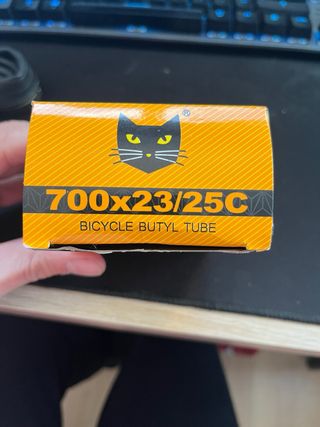 ®
700x23/25C
BICYCLE BUTYL TUBE